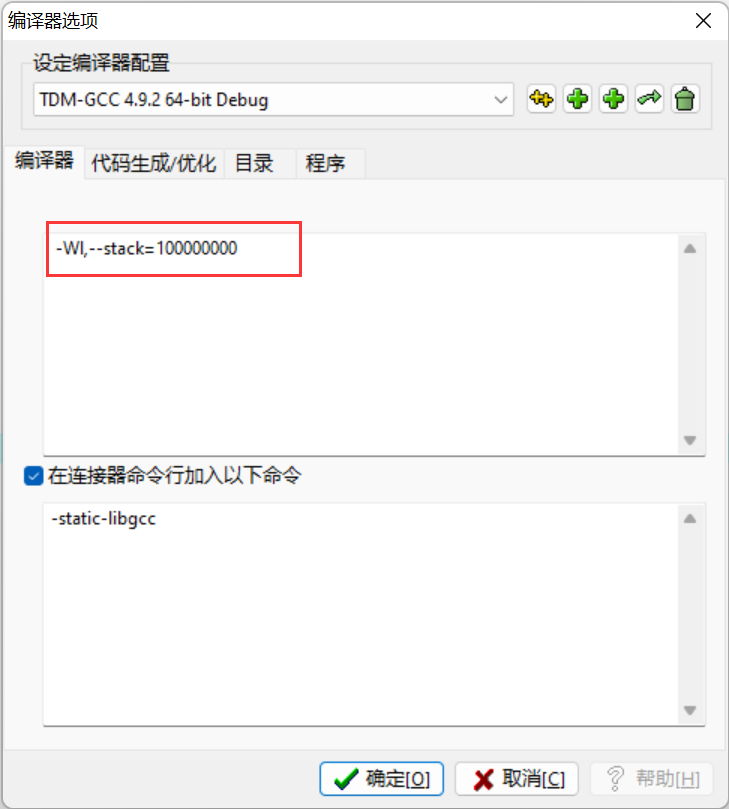 编译器选项
设定编译器配置
TDM-GCC 4.9.2 64-bit Debug
编译器 代码生成/优化 目录 程序
-Wl,--stack=100000000
在连接器命令行加入以下命令
-static-libgcc
确定[O] 取消[C] 帮助[H]